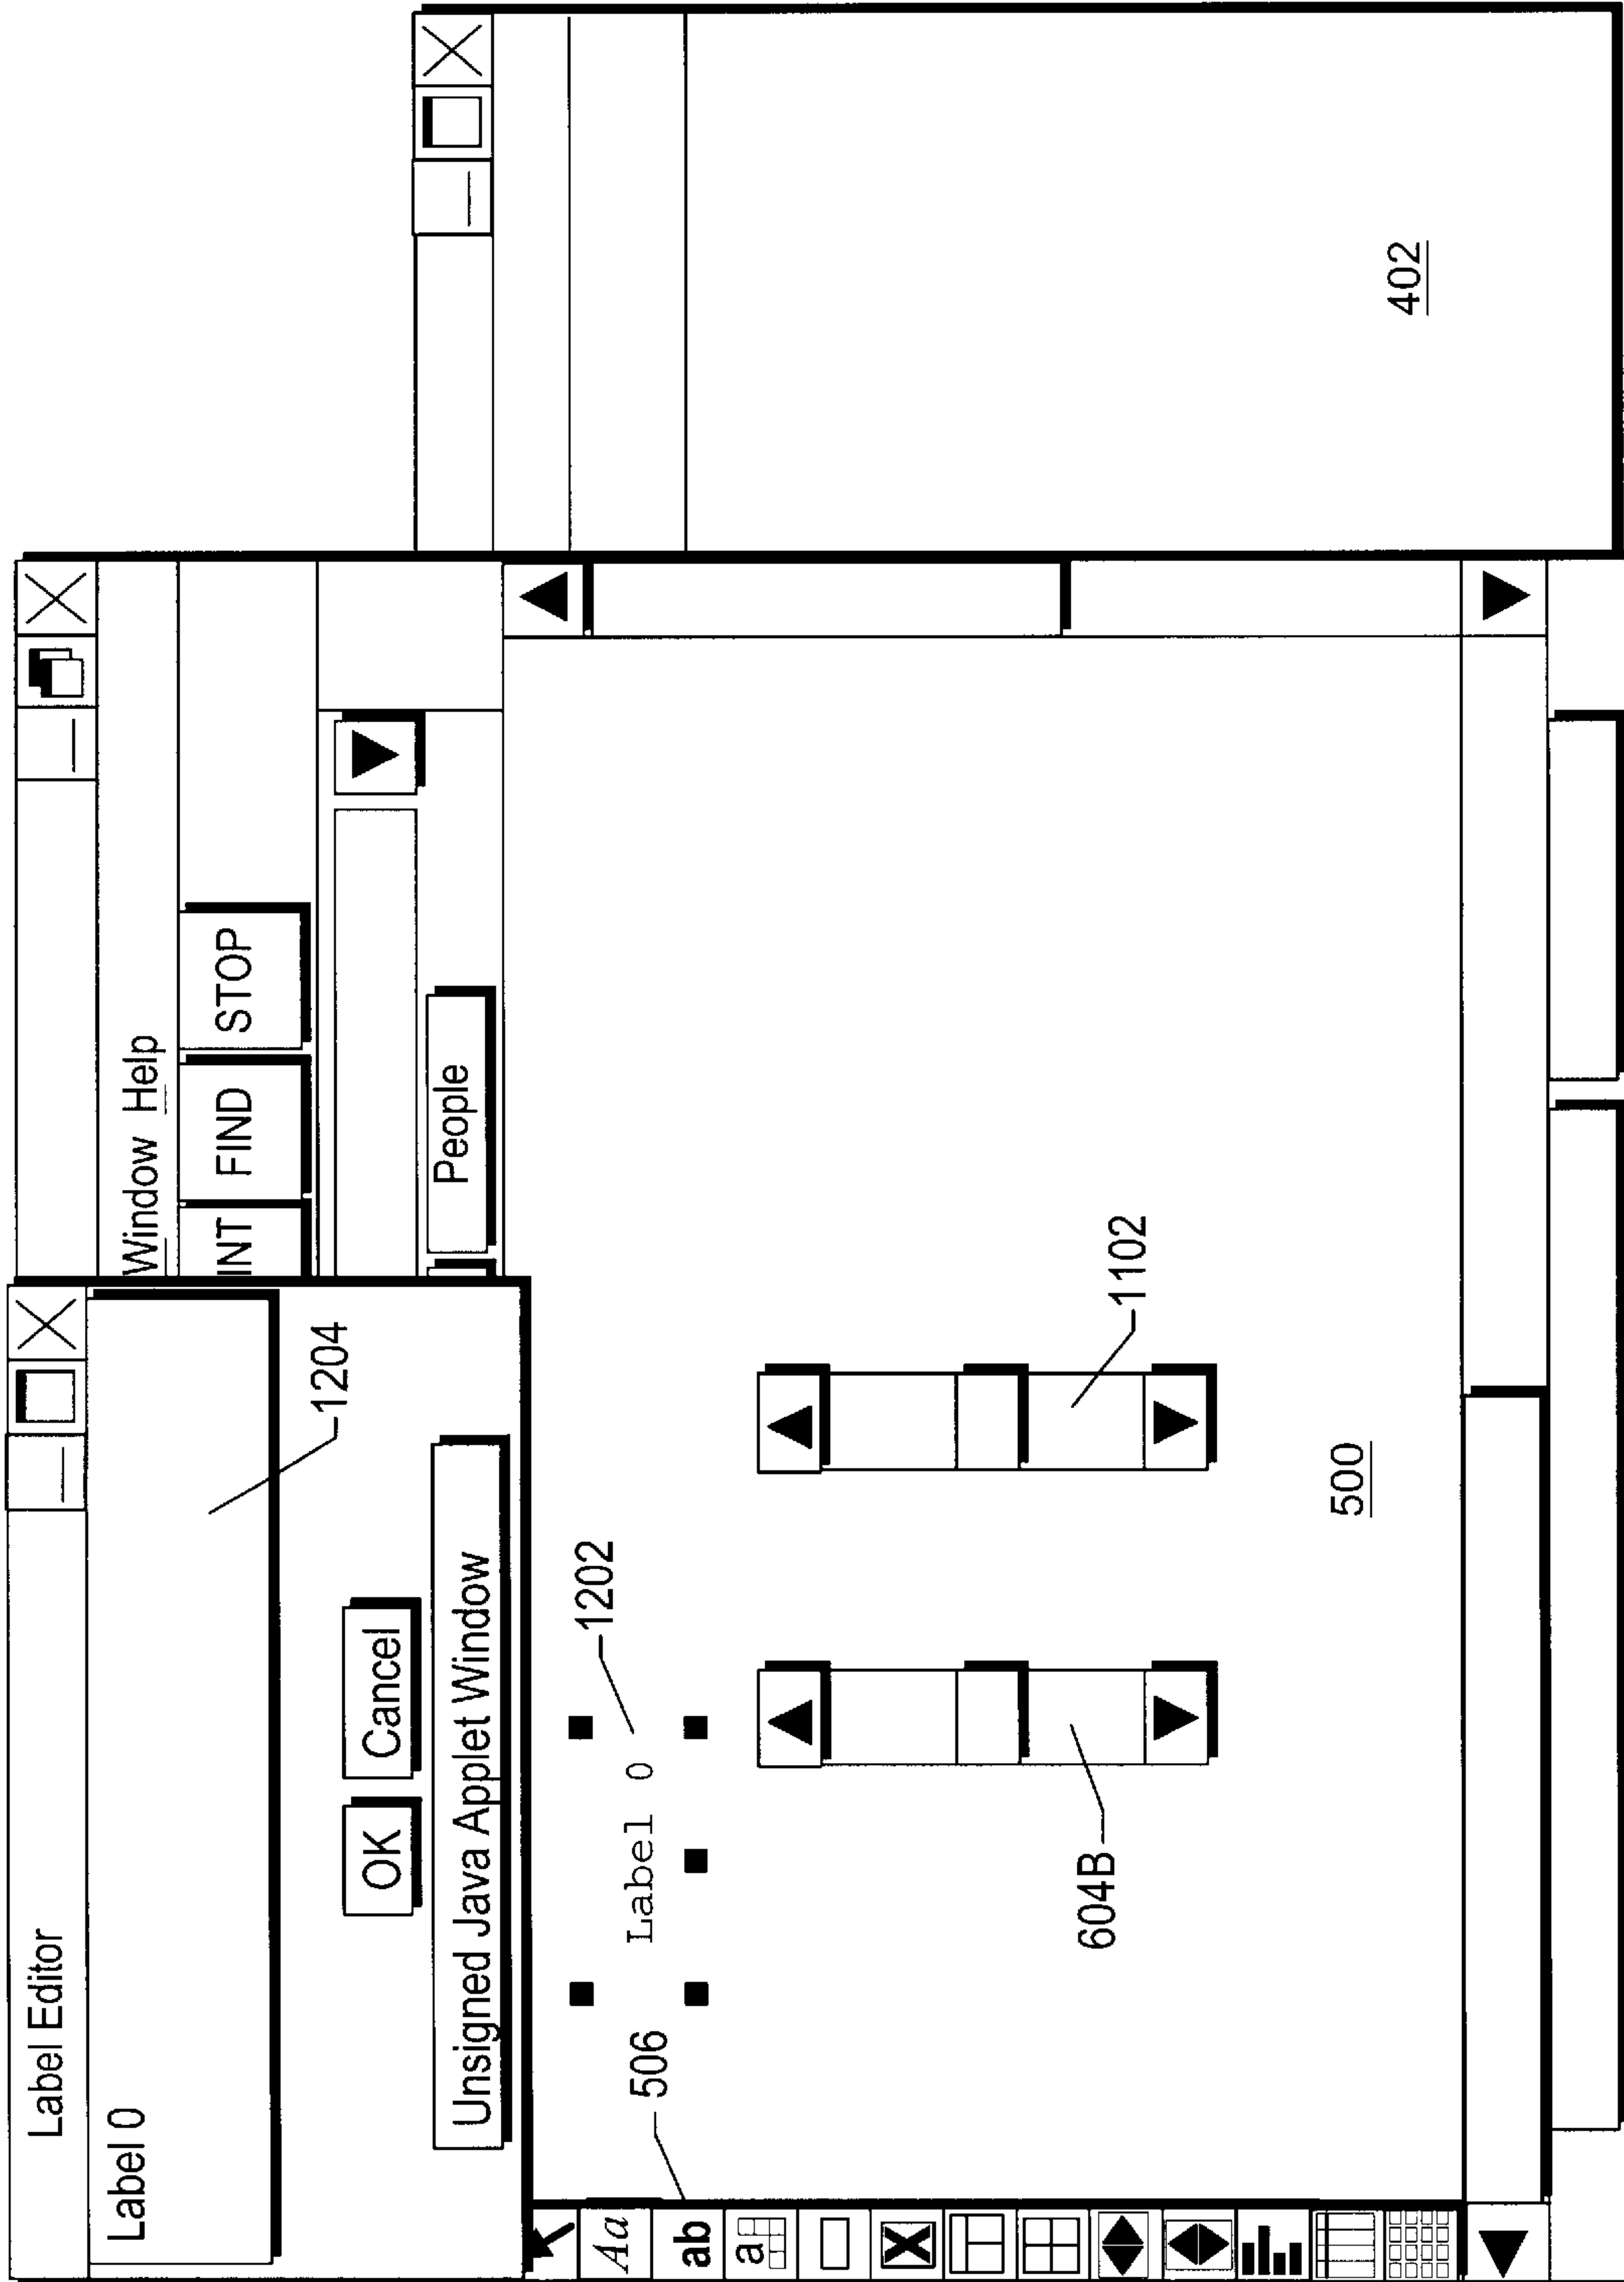 Label Editor
Label 0
1204
OK Cancel
Unsigned Java Applet Window
Window Help
INT FIND STOP
People
Aa
ab
a
506
Label 0
1202
604B
1102
500
402